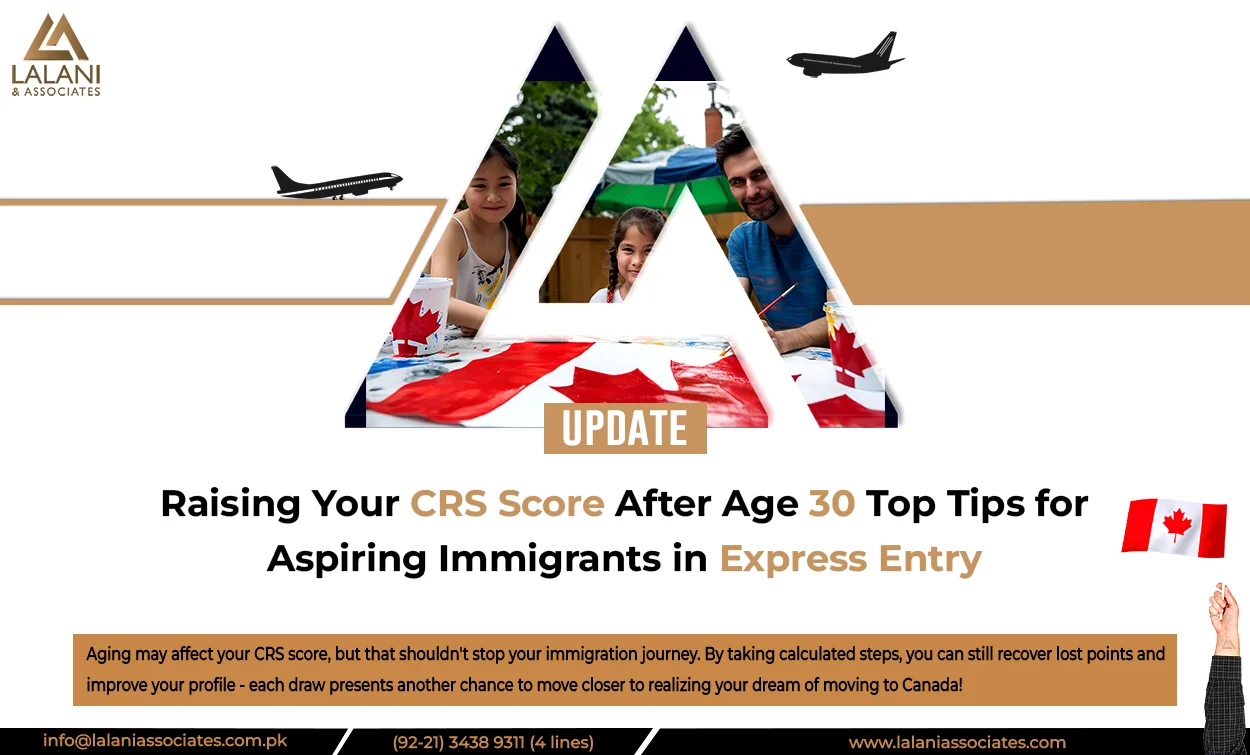 LALANI
& ASSOCIATES
UPDATE
Raising Your CRS Score After Age 30 Top Tips for
Aspiring Immigrants in Express Entry
Aging may affect your CRS score, but that shouldn't stop your immigration journey. By taking calculated steps, you can still recover lost points and
improve your profile - each draw presents another chance to move closer to realizing your dream of moving to Canada!
info@lalaniassociates.com.pk
(92-21) 3438 9311 (4 lines)
www.lalaniassociates.com